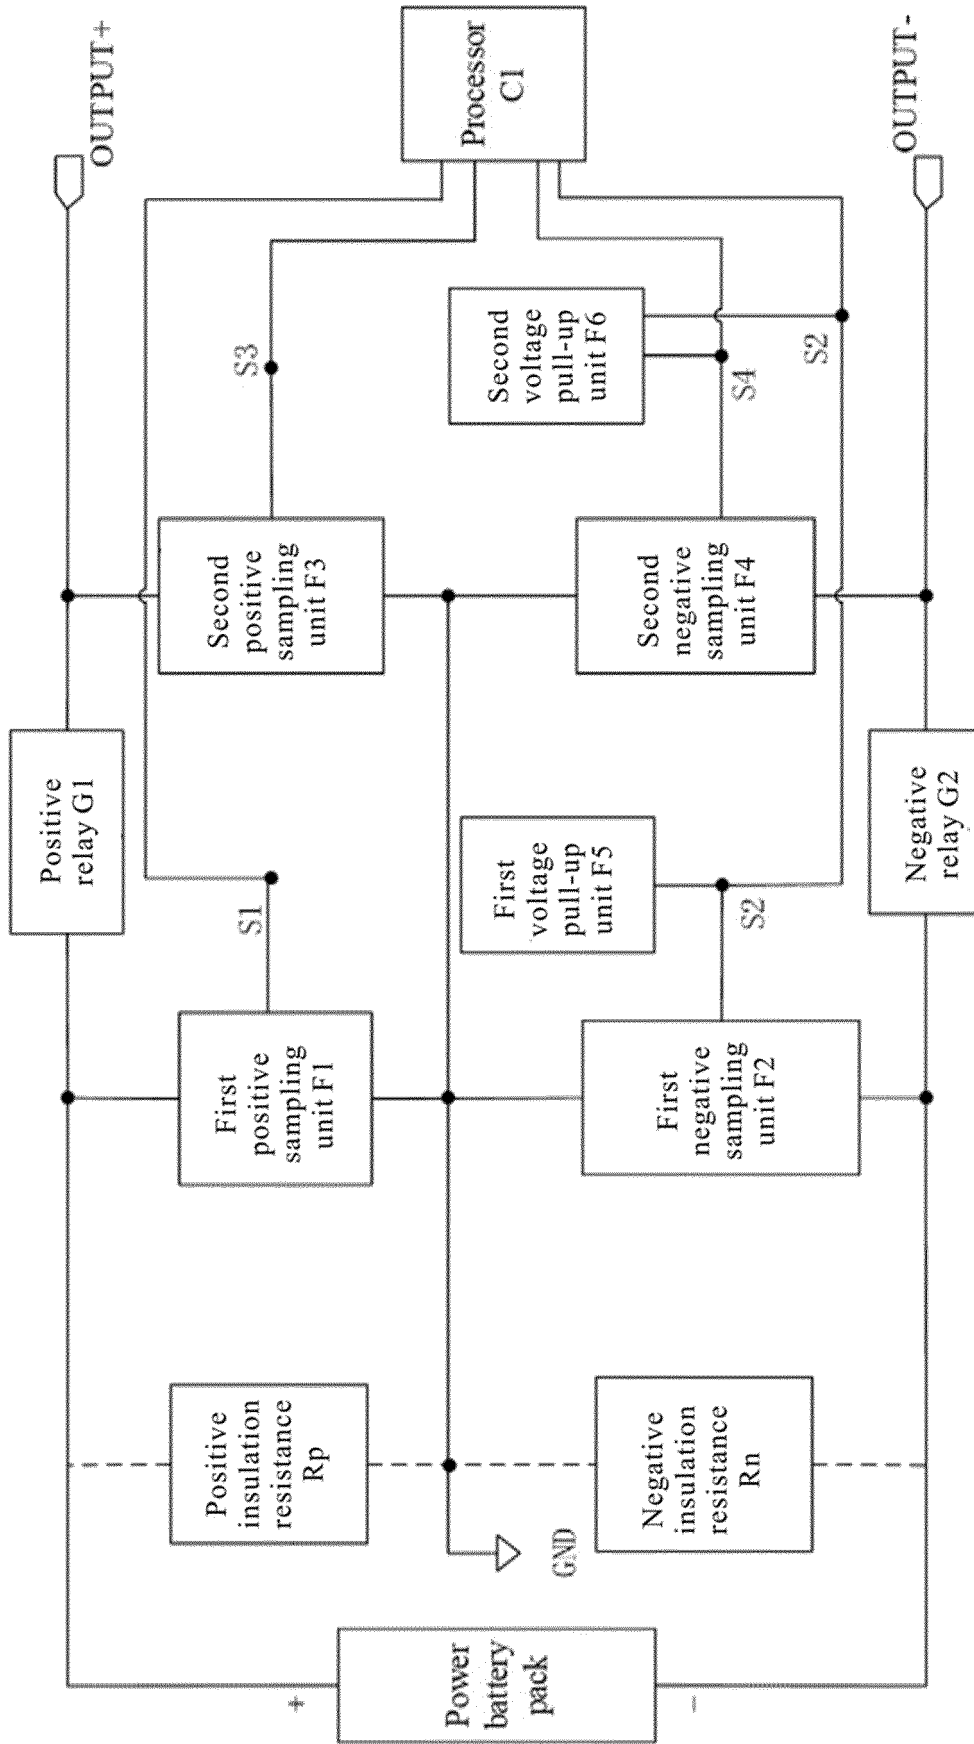 +
Power
battery
pack
-
Positive
insulation
resistance
Rp
GND
Negative
insulation
resistance
Rn
First
positive
sampling
unit F1
S1
First
negative
sampling
unit F2
S2
First
voltage
pull-up
unit F5
Positive
relay G1
Negative
relay G2
Second
positive
sampling
unit F3
S3
Second
negative
sampling
unit F4
S4
Second
voltage
pull-up
unit F6
S2
OUTPUT+
Processor
C1
OUTPUT-